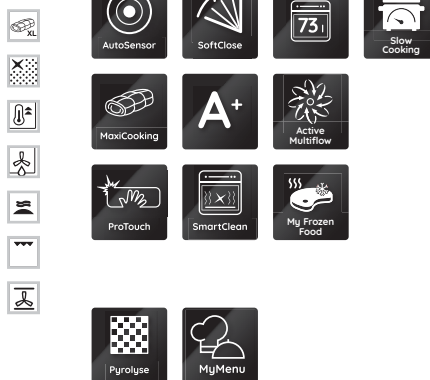 XL
AutoSensor
SoftClose
73
Slow
Cooking
MaxiCooking
A+
Active
Multiflow
ProTouch
SmartClean
My Frozen
Food
Pyrolyse
MyMenu